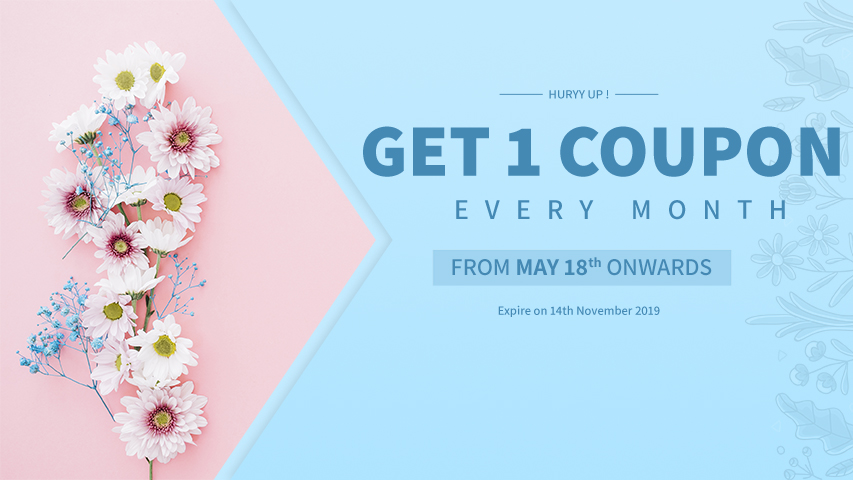 HURYY UP !
GET 1 COUPON
EVERY MONTH
FROM MAY 18th ONWARDS
Expire on 14th November 2019